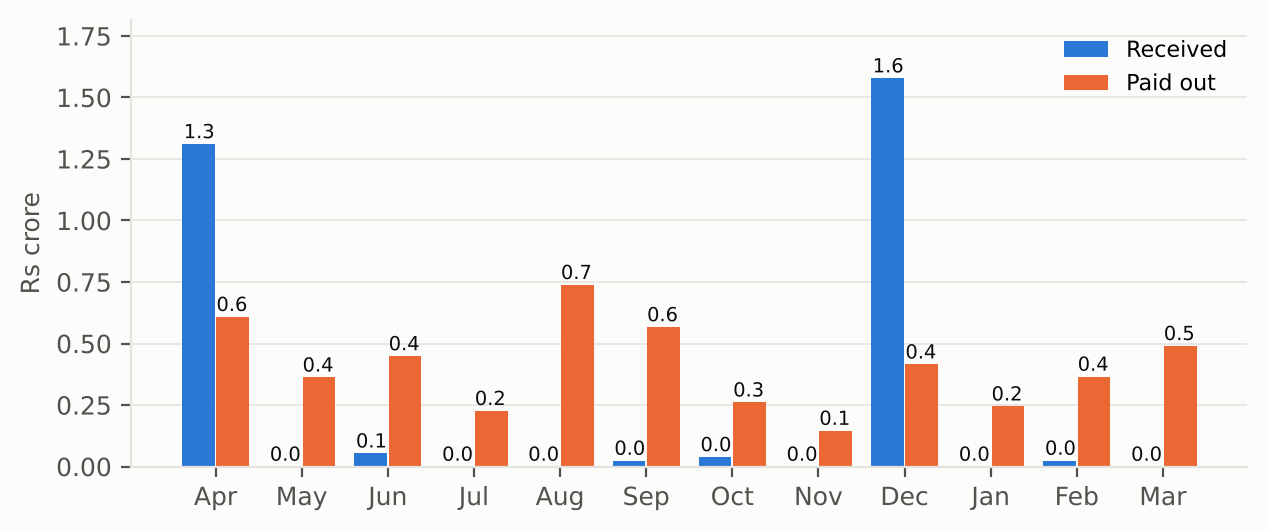 Received
Paid out
Rs crore
1.75
1.50
1.25
1.00
0.75
0.50
0.25
0.00
1.3 0.6 0.0 0.4 0.1 0.4 0.0 0.2 0.0 0.7 0.0 0.6 0.0 0.3 0.0 0.1 1.6 0.4 0.0 0.2 0.0 0.4 0.0 0.5
Apr May Jun Jul Aug Sep Oct Nov Dec Jan Feb Mar